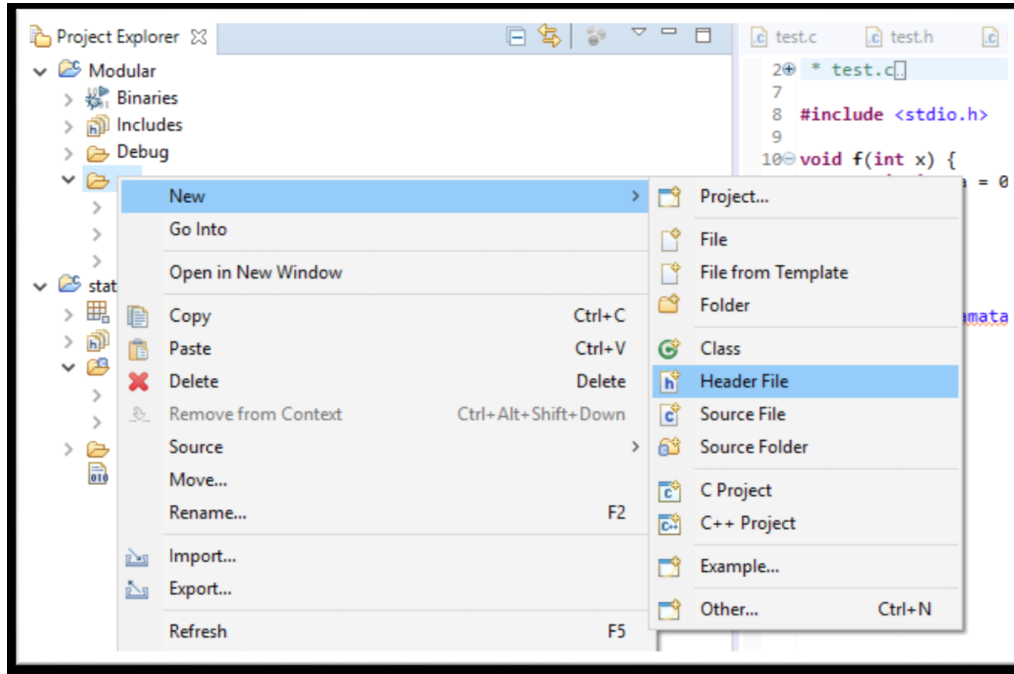 Project Explorer
test.c
test.h
Modular
Binaries
Includes
Debug
stat
2 * test.c
7
8 #include <stdio.h>
9
10 void f(int x) {
= 0
amata
New
Go Into
Open in New Window
Copy Ctrl+C
Paste Ctrl+V
Delete Delete
Remove from Context Ctrl+Alt+Shift+Down
Source
Move...
Rename... F2
Import...
Export...
Refresh F5
Project...
File
File from Template
Folder
Class
Header File
Source File
Source Folder
C Project
C++ Project
Example...
Other... Ctrl+N